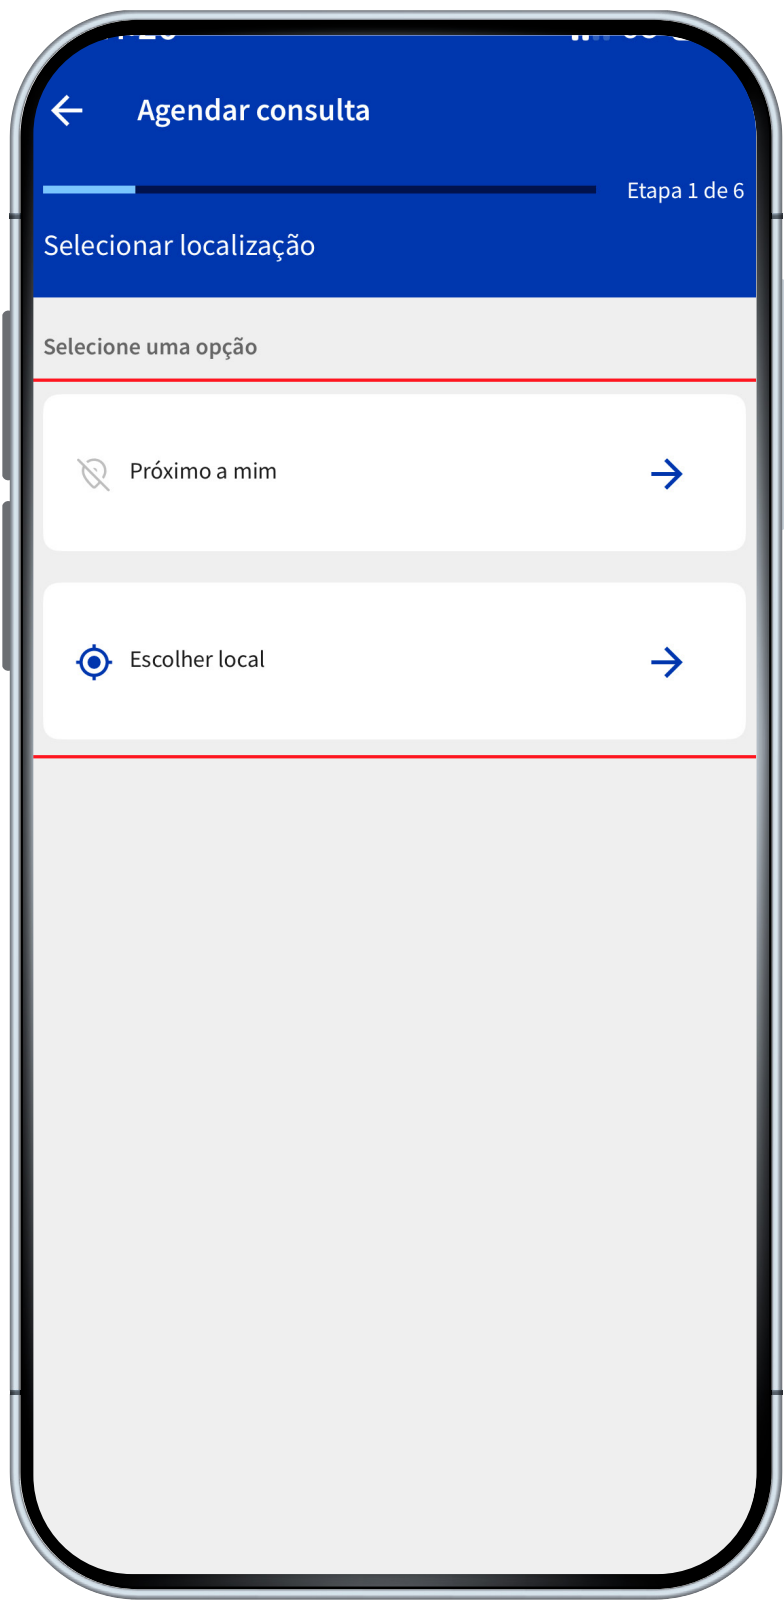 Agendar consulta
Etapa 1 de 6
Selecionar localização
Selecione uma opção
Próximo a mim
Escolher local